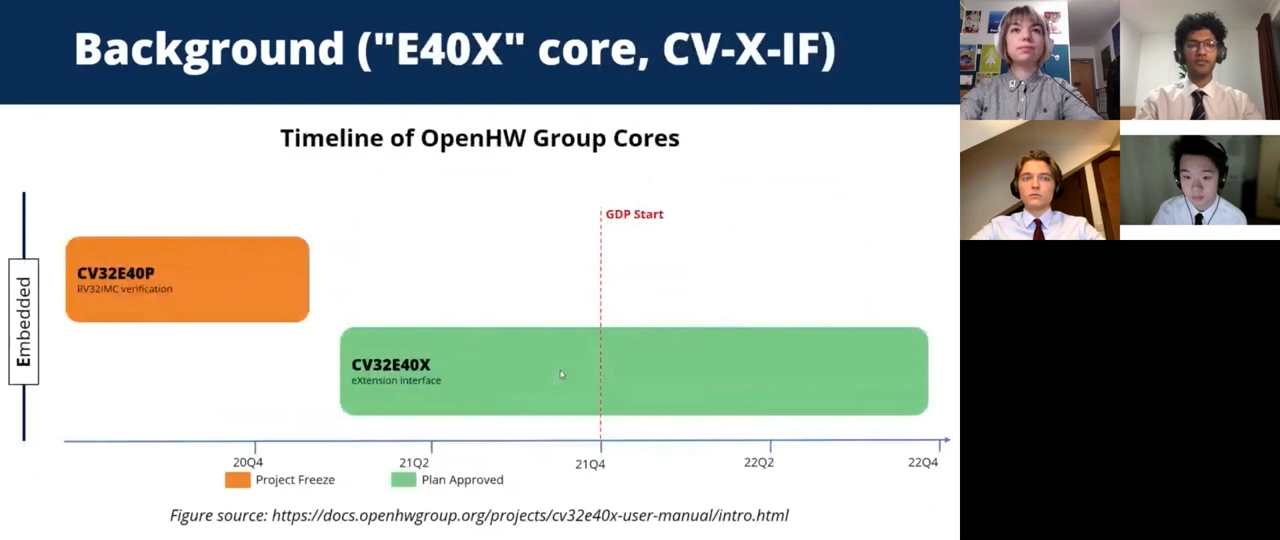 Background ("E40X" core, CV-X-IF)
Timeline of OpenHW Group Cores
GDP Start
CV32E40P
RV32IMC verification
Embedded
CV32E40X
eXtension interface
20Q4 21Q2 21Q4 22Q2 22Q4
Project Freeze Plan Approved
Figure source: https://docs.openhwgroup.org/projects/cv32e40x-user-manual/intro.html